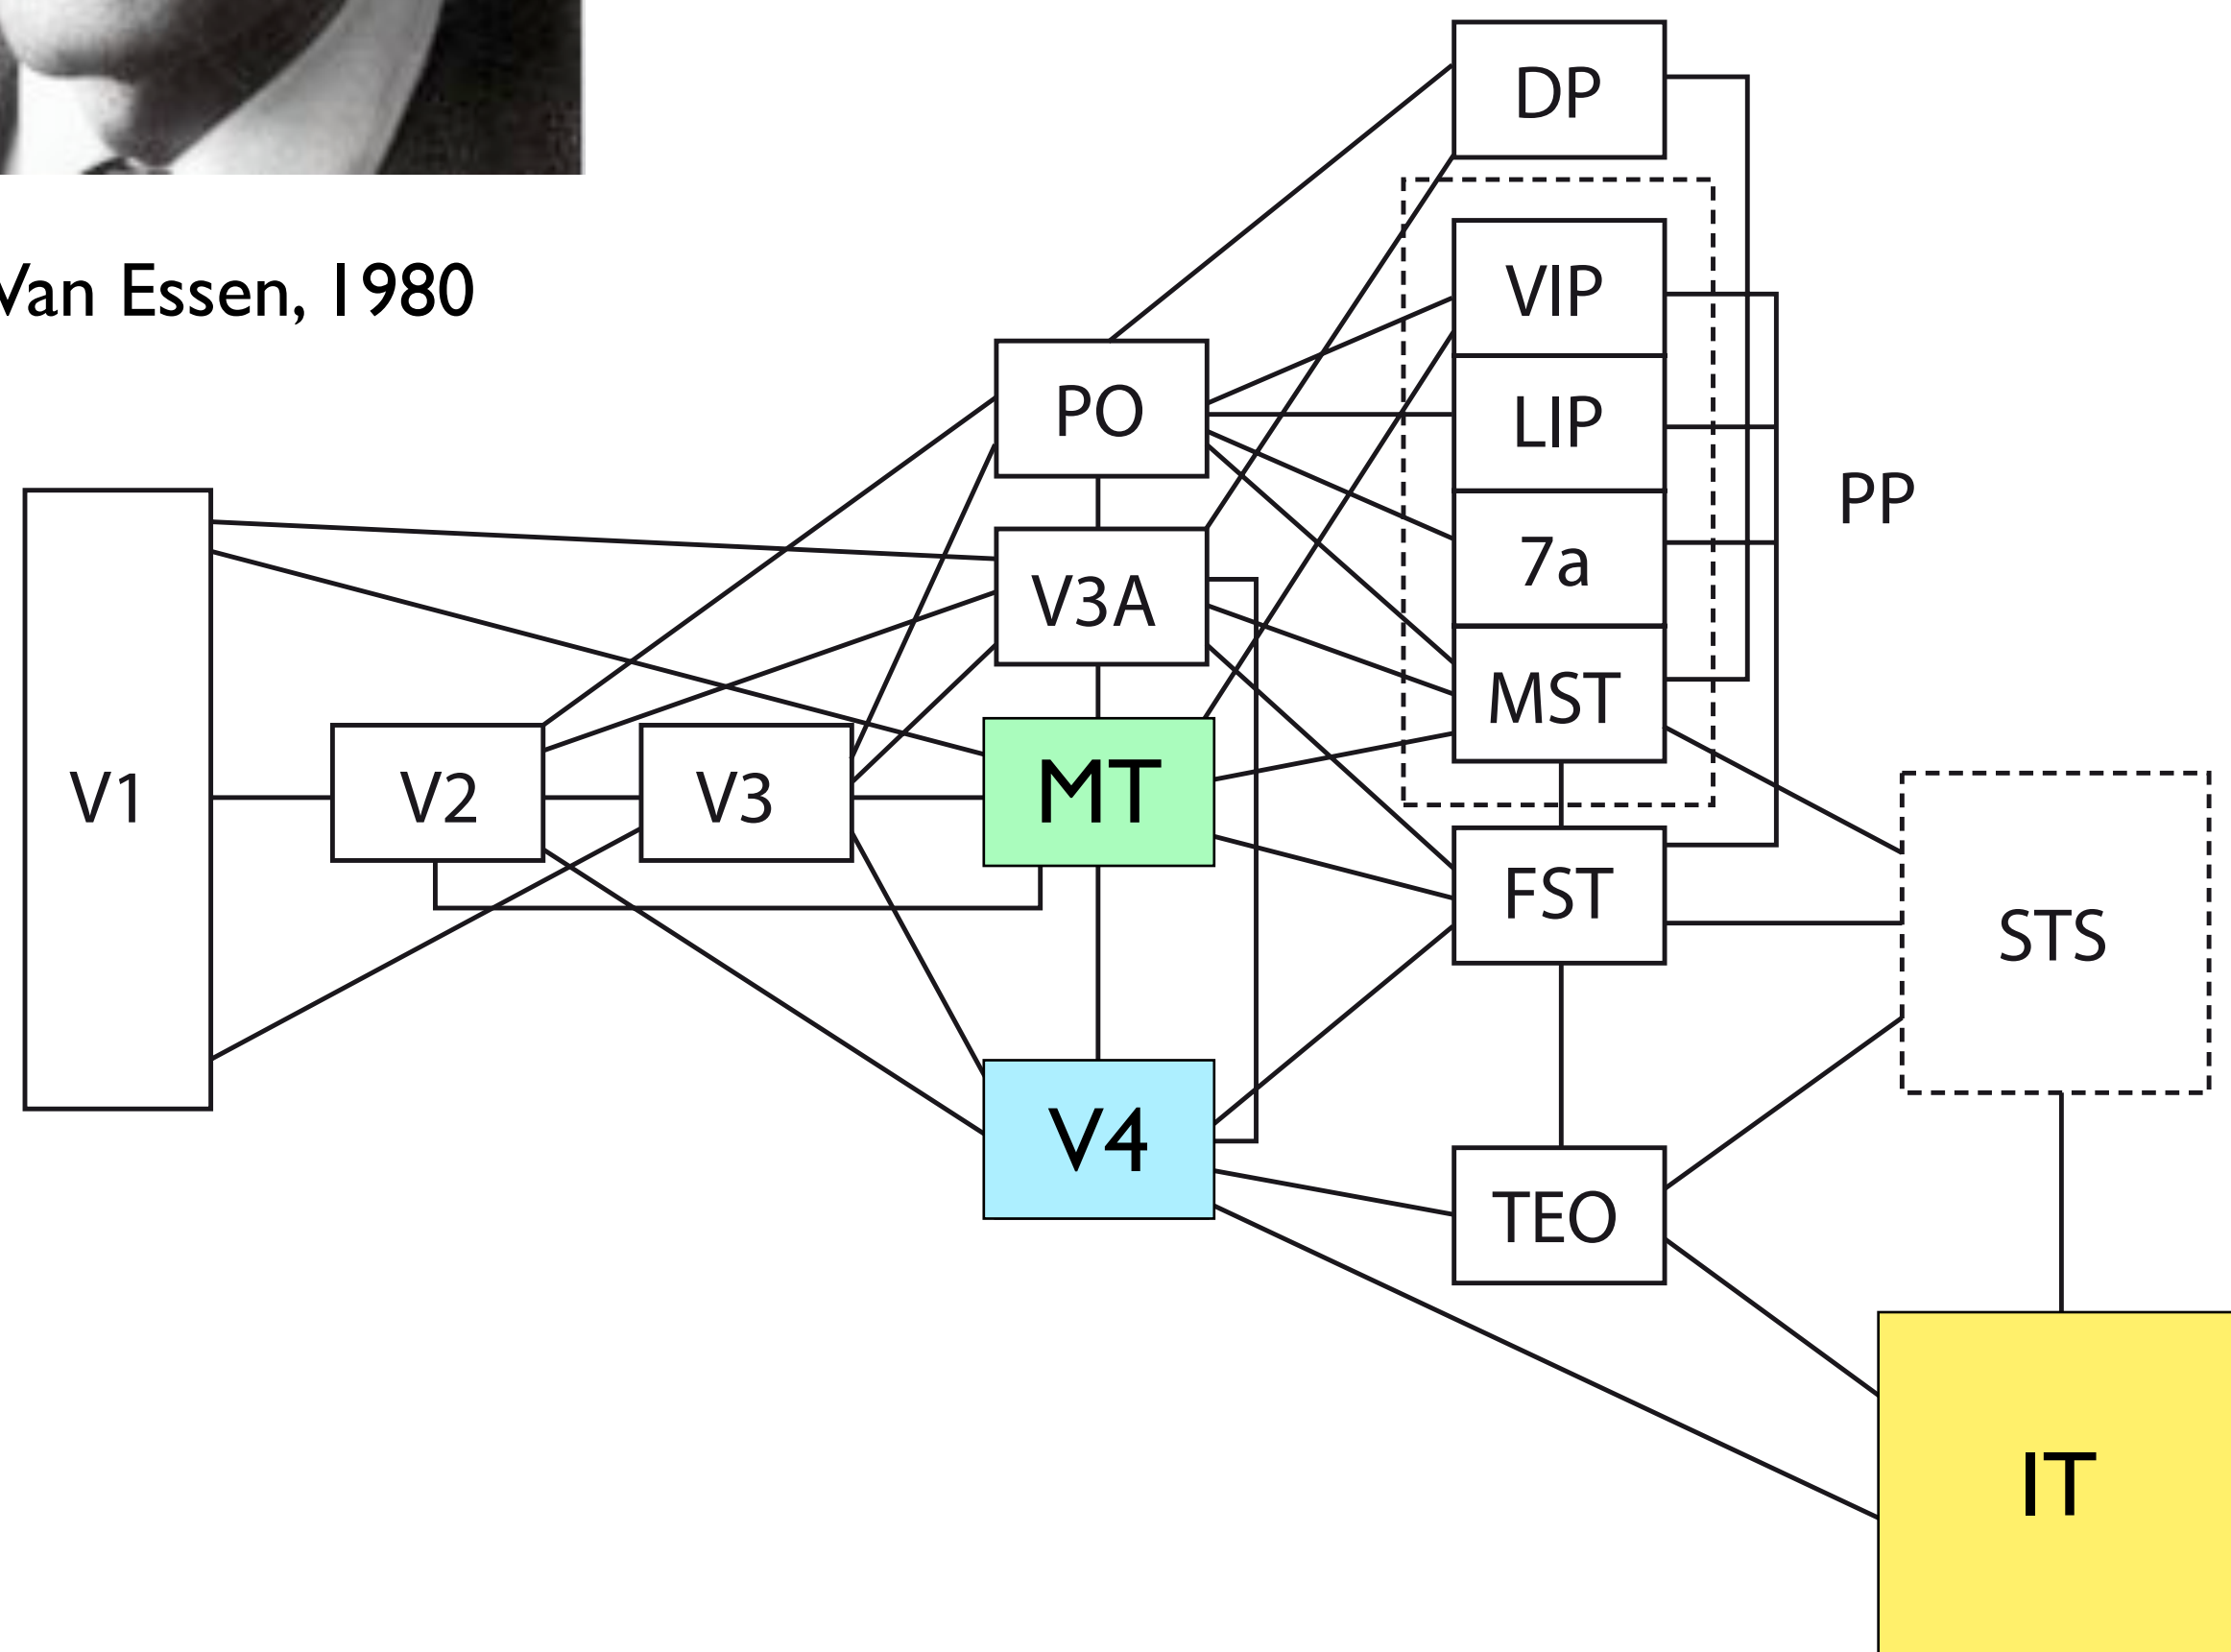 DP
Van Essen, 1980
VIP
PO
LIP
PP
7a
V3A
MST
V1
V2
V3
MT
FST
STS
V4
TEO
IT